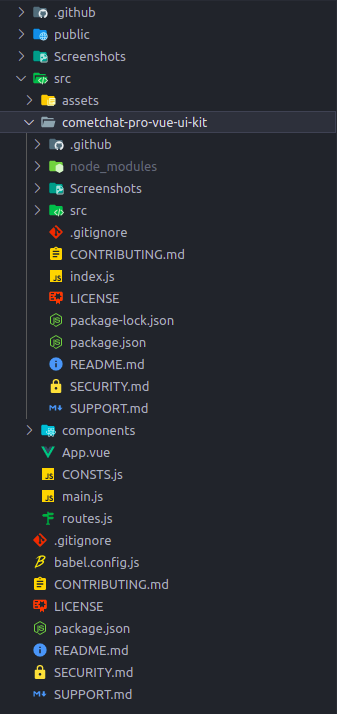 .github
public
Screenshots
src
assets
cometchat-pro-vue-ui-kit
.github
node_modules
Screenshots
src
.gitignore
CONTRIBUTING.md
index.js
LICENSE
package-lock.json
package.json
README.md
SECURITY.md
SUPPORT.md
components
App.vue
CONSTS.js
main.js
routes.js
.gitignore
babel.config.js
CONTRIBUTING.md
LICENSE
package.json
README.md
SECURITY.md
SUPPORT.md